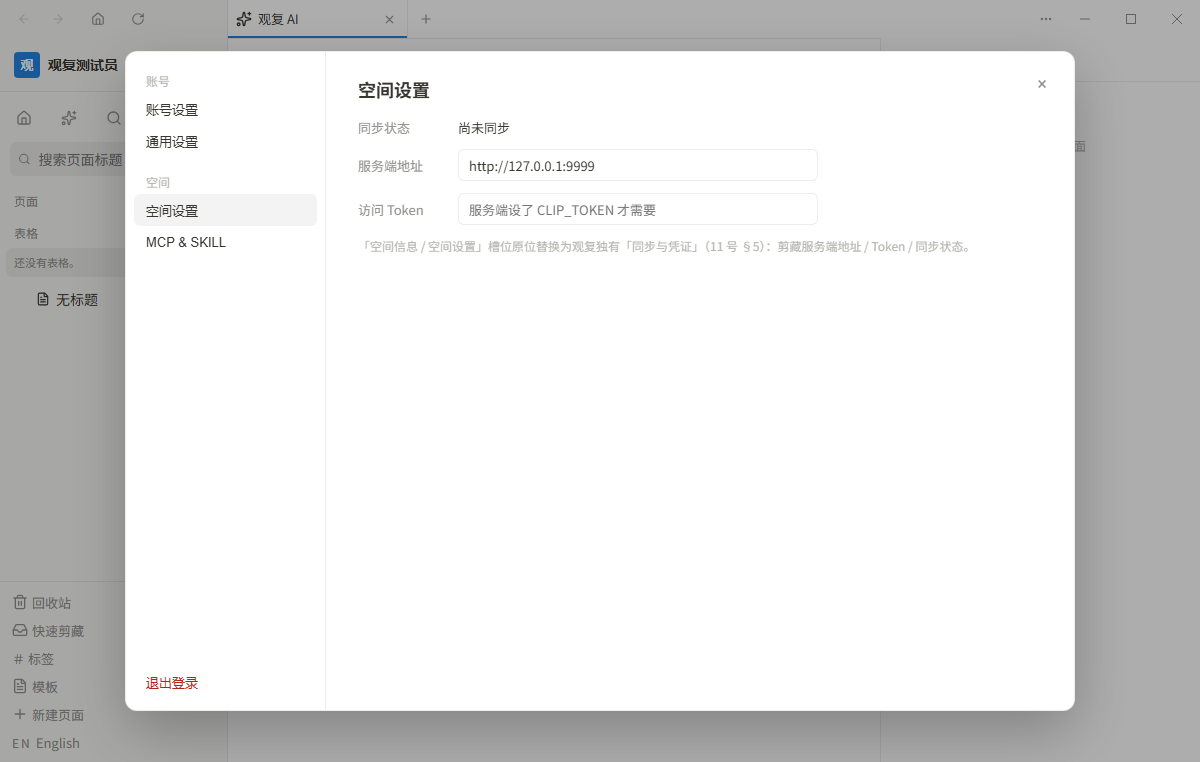 观复 AI
观 观复测试员
搜索页面标题
页面
表格
还没有表格。
无标题
回收站
快速剪藏
# 标签
模板
新建页面
EN English
账号
账号设置
通用设置
空间
空间设置
MCP & SKILL
退出登录
空间设置
同步状态 尚未同步
服务端地址 http://127.0.0.1:9999
访问 Token 服务端设了 CLIP_TOKEN 才需要
「空间信息 / 空间设置」槽位原位替换为观复独有「同步与凭证」（11 号 §5）：剪藏服务端地址 / Token / 同步状态。
面